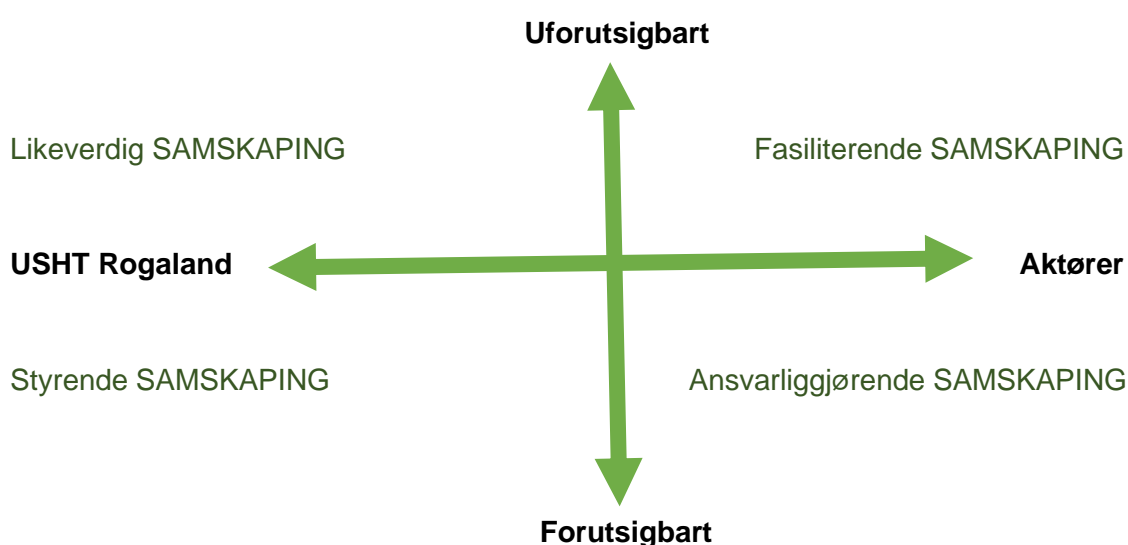 Uforutsigbart
Likeverdig SAMSKAPING
Fasiliterende SAMSKAPING
USHT Rogaland
Aktører
Styrende SAMSKAPING
Ansvarliggjørende SAMSKAPING
Forutsigbart